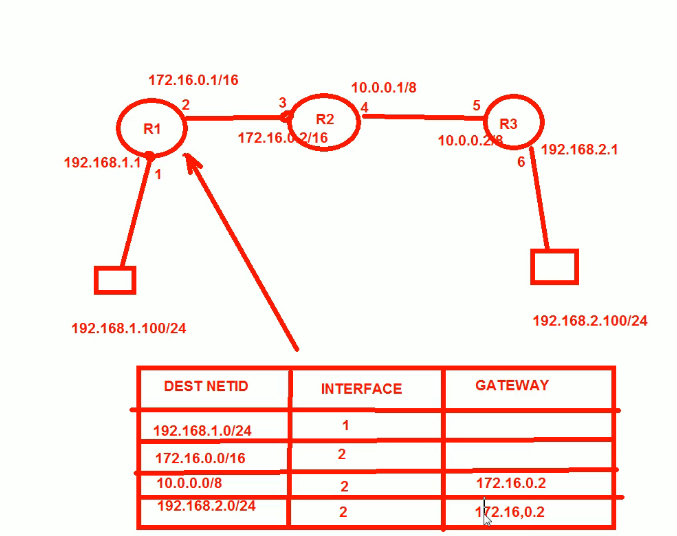 172.16.0.1/16
10.0.0.1/8
2
3
4
5
R1
R2
R3
172.16.0.2/16
10.0.0.2/8
192.168.1.1
1
6
192.168.2.1
192.168.1.100/24
192.168.2.100/24
DEST NETID INTERFACE GATEWAY
192.168.1.0/24 1
172.16.0.0/16 2
10.0.0.0/8 2 172.16.0.2
192.168.2.0/24 2 172.16,0.2